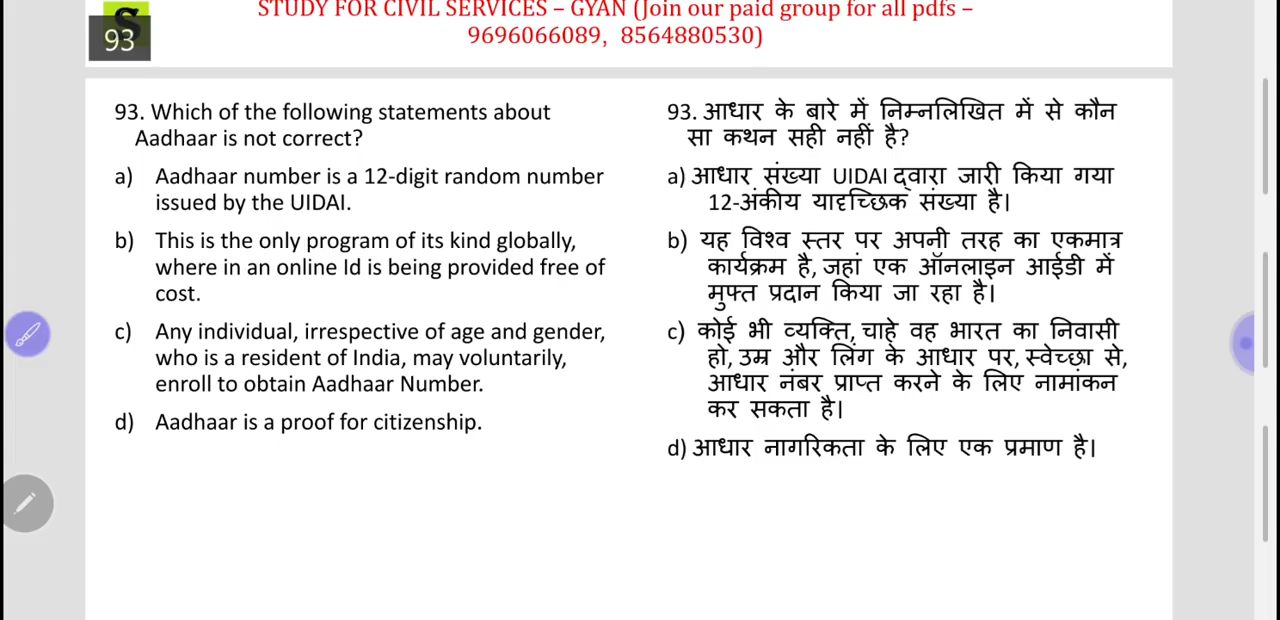 STUDY FOR CIVIL SERVICES – GYAN (Join our paid group for all pdfs –
9696066089, 8564880530)
S
93
93. Which of the following statements about
Aadhaar is not correct?
a) Aadhaar number is a 12-digit random number
issued by the UIDAI.
b) This is the only program of its kind globally,
where in an online Id is being provided free of
cost.
c) Any individual, irrespective of age and gender,
who is a resident of India, may voluntarily,
enroll to obtain Aadhaar Number.
d) Aadhaar is a proof for citizenship.
93. आधार के बारे में निम्नलिखित में से कौन
सा कथन सही नहीं है?
a) आधार संख्या UIDAI द्वारा जारी किया गया
12-अंकीय यादृच्छिक संख्या है।
b) यह विश्व स्तर पर अपनी तरह का एकमात्र
कार्यक्रम है, जहां एक ऑनलाइन आईडी में
मुफ्त प्रदान किया जा रहा है।
c) कोई भी व्यक्ति, चाहे वह भारत का निवासी
हो, उम्र और लिंग के आधार पर, स्वेच्छा से,
आधार नंबर प्राप्त करने के लिए नामांकन
कर सकता है।
d) आधार नागरिकता के लिए एक प्रमाण है।